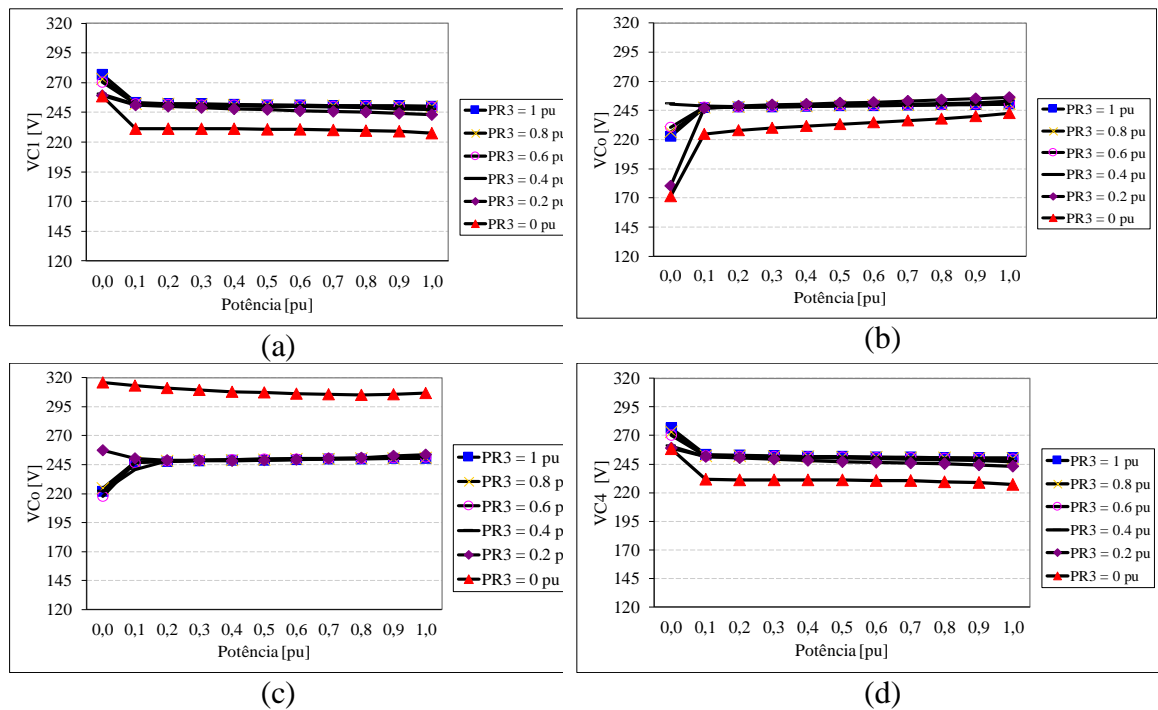 320
295
270
245
220
195
170
145
120
VC1 [V]
0,0 0,1 0,2 0,3 0,4 0,5 0,6 0,7 0,8 0,9 1,0
Potência [pu]
PR3 = 1 pu
PR3 = 0.8 pu
PR3 = 0.6 pu
PR3 = 0.4 pu
PR3 = 0.2 pu
PR3 = 0 pu
(a)
320
295
270
245
220
195
170
145
120
VCo [V]
0,0 0,1 0,2 0,3 0,4 0,5 0,6 0,7 0,8 0,9 1,0
Potência [pu]
PR3 = 1 pu
PR3 = 0.8 pu
PR3 = 0.6 pu
PR3 = 0.4 pu
PR3 = 0.2 pu
PR3 = 0 pu
(b)
320
295
270
245
220
195
170
145
120
VCo [V]
0,0 0,1 0,2 0,3 0,4 0,5 0,6 0,7 0,8 0,9 1,0
Potência [pu]
PR3 = 1 pu
PR3 = 0.8 p
PR3 = 0.6 p
PR3 = 0.4 p
PR3 = 0.2 p
PR3 = 0 pu
(c)
320
295
270
245
220
195
170
145
120
VC4 [V]
0,0 0,1 0,2 0,3 0,4 0,5 0,6 0,7 0,8 0,9 1,0
Potência [pu]
PR3 = 1 pu
PR3 = 0.8 pu
PR3 = 0.6 pu
PR3 = 0.4 pu
PR3 = 0.2 pu
PR3 = 0 pu
(d)